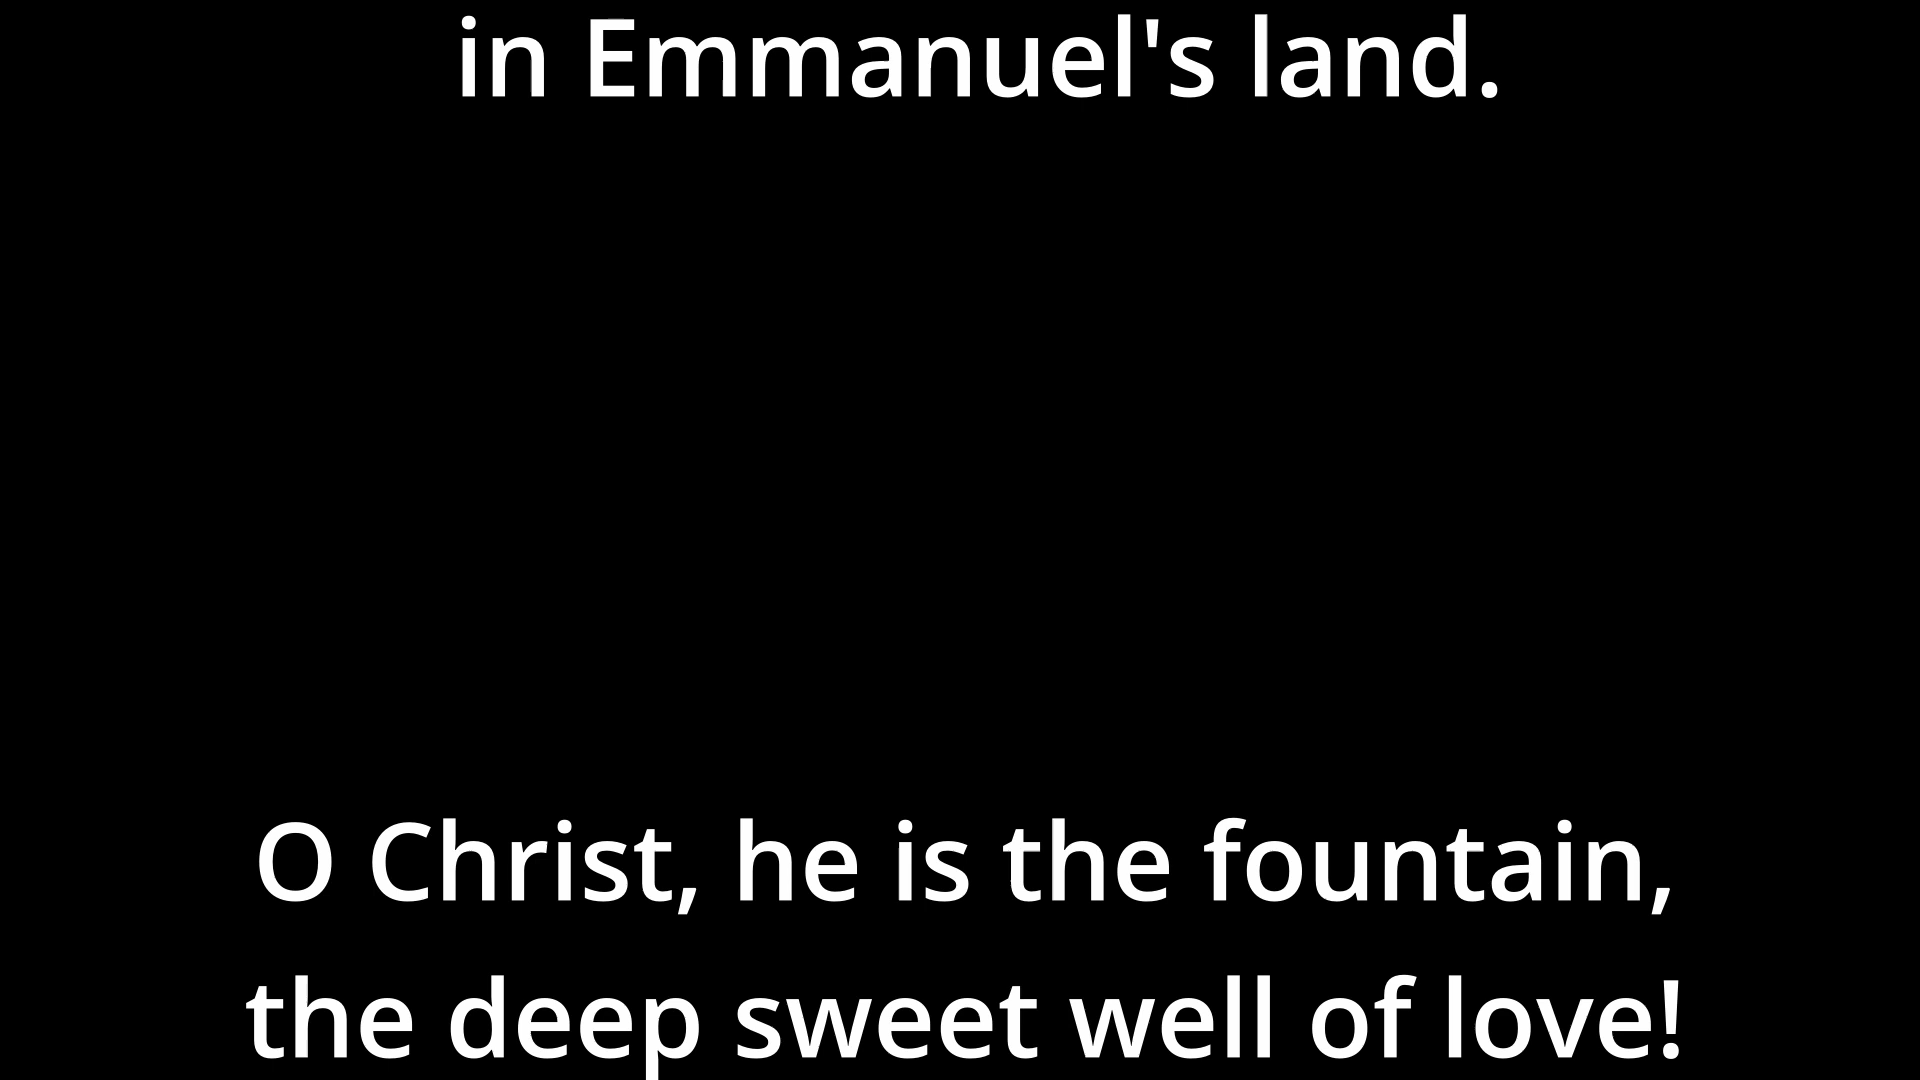 in Emmanuel's land.
O Christ, he is the fountain,
the deep sweet well of love!